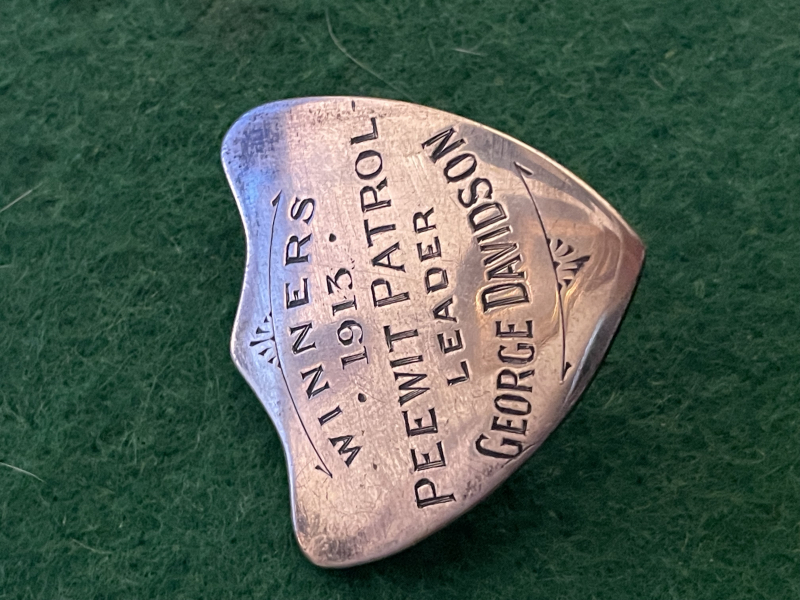 WINNERS
. 1913 .
PEEWIT PATROL
LEADER
GEORGE DAVIDSON